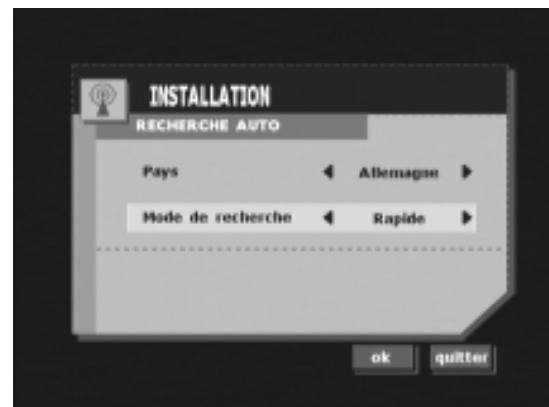 INSTALLATION
RECHERCHE AUTO
Pays ◀ Allemagne ▶
Mode de recherche ◀ Rapide ▶
ok quitter